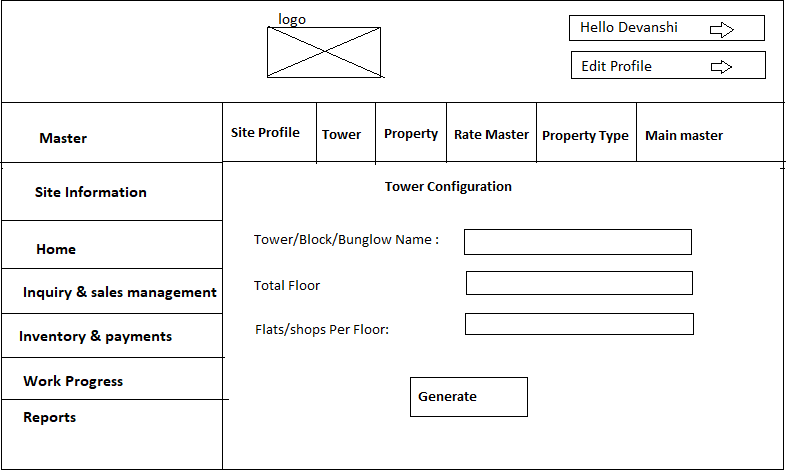 logo
Hello Devanshi
Edit Profile
Master
Site Profile
Tower
Property
Rate Master
Property Type
Main master
Site Information
Home
Inquiry & sales management
Inventory & payments
Work Progress
Reports
Tower Configuration
Tower/Block/Bunglow Name :
Total Floor
Flats/shops Per Floor:
Generate